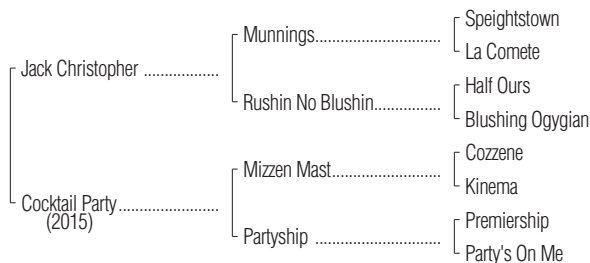 Speightstown
Munnings..............................
La Comete
Jack Christopher ..................
Half Ours
Rushin No Blushin................
Blushing Ogygian
Cozzene
Mizzen Mast..........................
Kinema
Cocktail Party........................
(2015)
Premiership
Partyship ..............................
Party's On Me